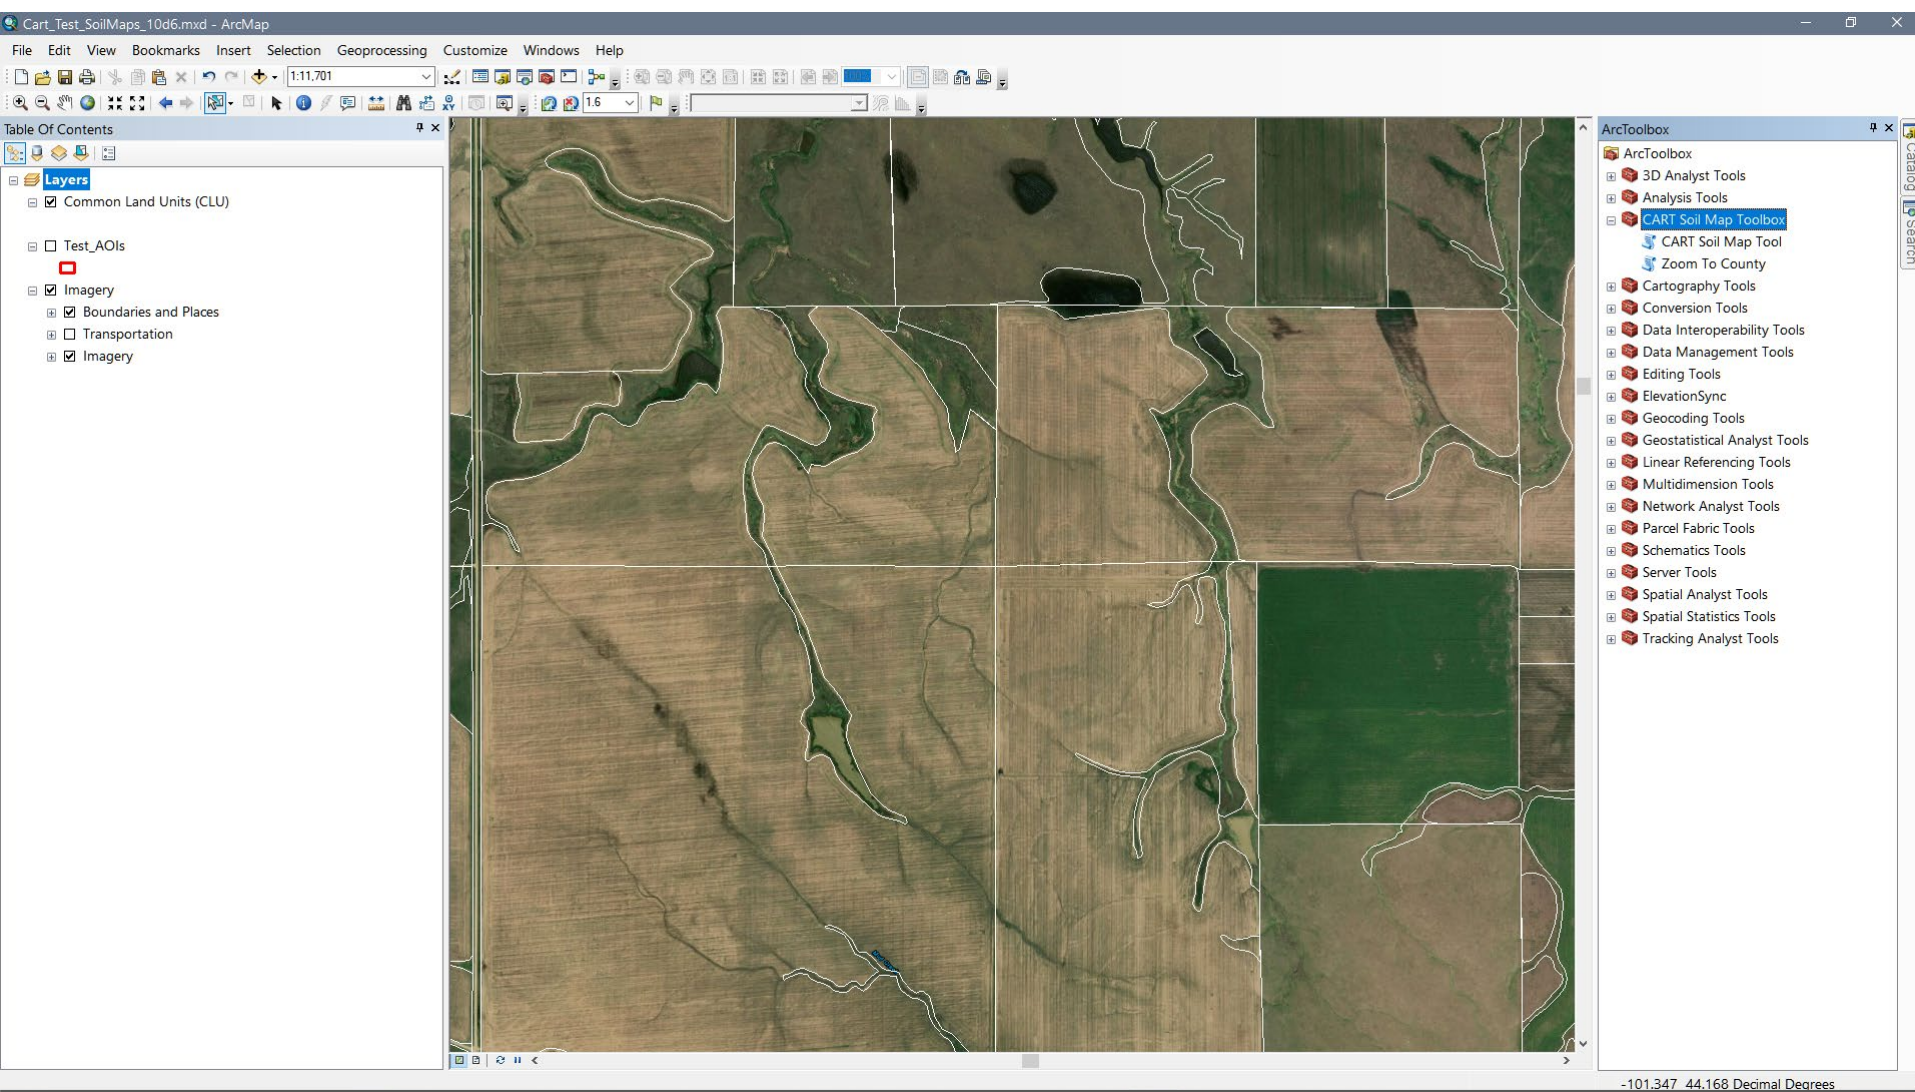 Cart_Test_SoilMaps_10d6.mxd - ArcMap
File Edit View Bookmarks Insert Selection Geoprocessing Customize Windows Help
1:11,701
1.6
Table Of Contents
Layers
Common Land Units (CLU)
Test_AOIs
Imagery
Boundaries and Places
Transportation
Imagery
ArcToolbox
ArcToolbox
3D Analyst Tools
Analysis Tools
CART Soil Map Toolbox
CART Soil Map Tool
Zoom To County
Cartography Tools
Conversion Tools
Data Interoperability Tools
Data Management Tools
Editing Tools
ElevationSync
Geocoding Tools
Geostatistical Analyst Tools
Linear Referencing Tools
Multidimension Tools
Network Analyst Tools
Parcel Fabric Tools
Schematics Tools
Server Tools
Spatial Analyst Tools
Spatial Statistics Tools
Tracking Analyst Tools
Catalog
Search
-101.347 44.168 Decimal Degrees